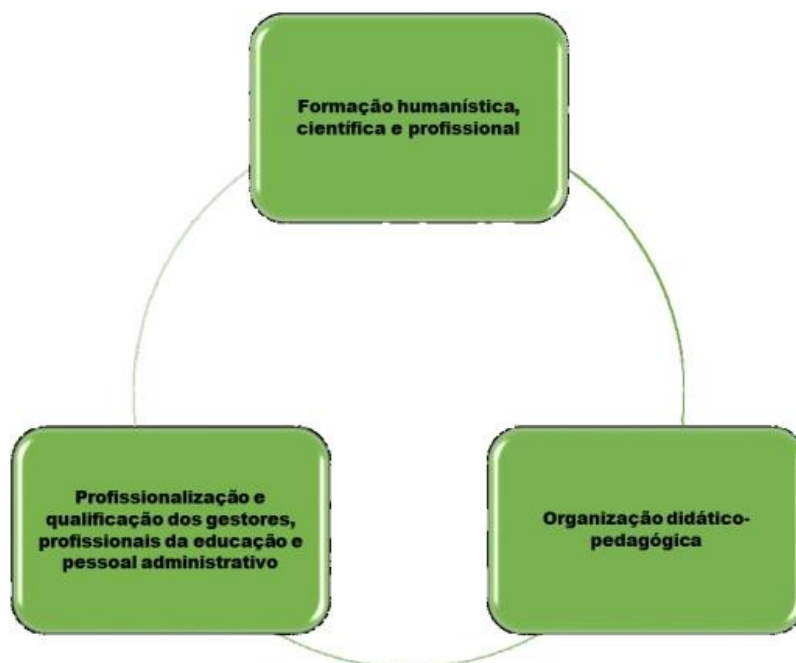 Formação humanística,
científica e profissional
Profissionalização e
qualificação dos gestores,
profissionais da educação e
pessoal administrativo
Organização didático-
pedagógica